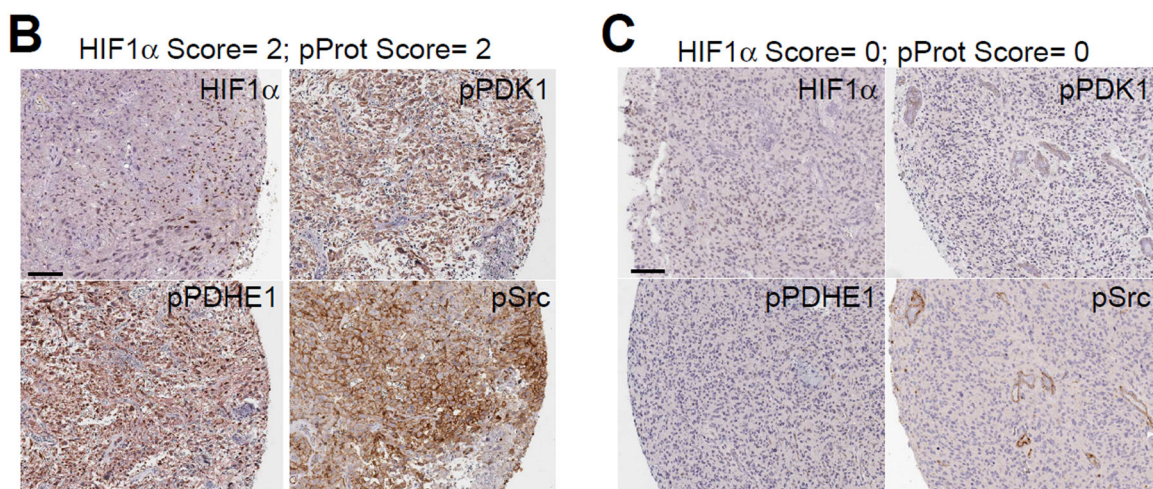 B
HIF1α Score= 2; pProt Score= 2
HIF1α
pPDK1
pPDHE1
pSrc
C
HIF1α Score= 0; pProt Score= 0
HIF1α
pPDK1
pPDHE1
pSrc